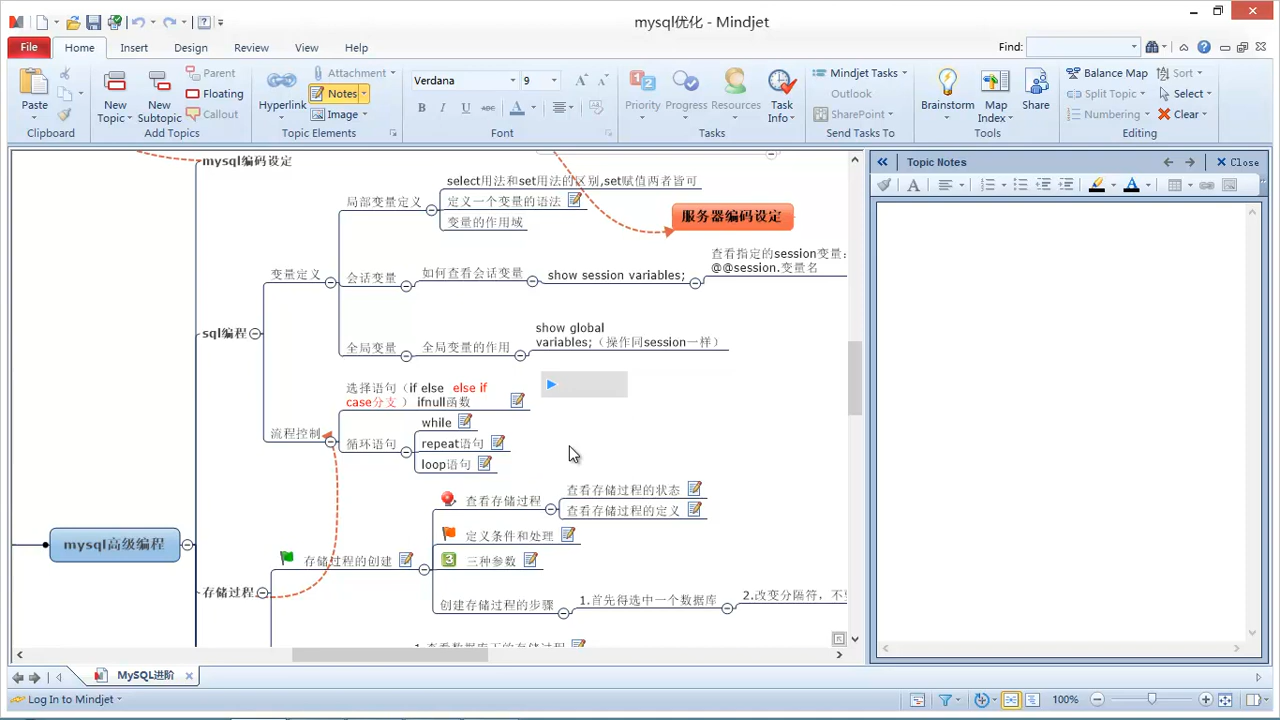 mysql优化 - Mindjet
File Home Insert Design Review View Help
Find:
Paste
Clipboard
New Topic
New Subtopic
Parent
Floating
Callout
Add Topics
Hyperlink
Attachment
Notes
Image
Topic Elements
Verdana 9
B I U ABC A
Font
Priority
Progress
Resources
Task Info
Tasks
Mindjet Tasks
Outlook
SharePoint
Send Tasks To
Brainstorm
Map Index
Share
Tools
Balance Map
Split Topic
Numbering
Sort
Select
Clear
Editing
mysql编码设定
select用法和set用法的区别,set赋值两者皆可
局部变量定义
定义一个变量的语法
变量的作用域
服务器编码设定
变量定义
会话变量
如何查看会话变量
show session variables;
查看指定的session变量:
@@session.变量名
sql编程
全局变量
全局变量的作用
show global
variables;（操作同session一样）
选择语句（if else else if
case分支 ） ifnull函数
流程控制
循环语句
while
repeat语句
loop语句
查看存储过程
查看存储过程的状态
查看存储过程的定义
定义条件和处理
mysql高级编程
存储过程的创建
3 三种参数
存储过程
创建存储过程的步骤
1.首先得选中一个数据库
2.改变分隔符，不
1.查看数据库下的存储过程
Topic Notes
Close
MySQL进阶
Log In to Mindjet
100%